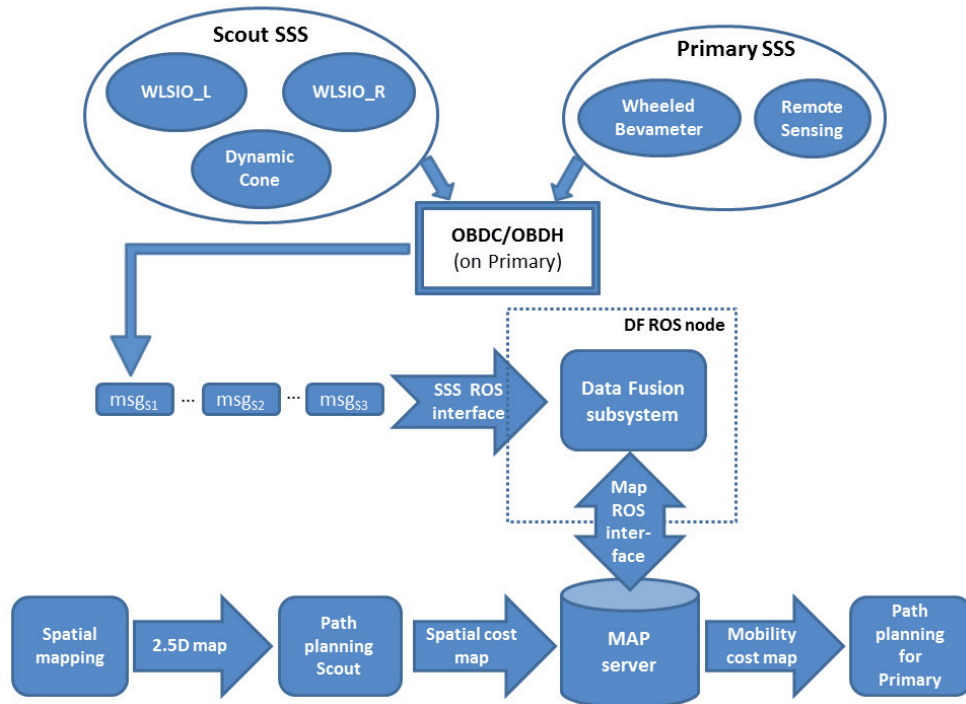 Scout SSS
WLSIO_L
WLSIO_R
Dynamic
Cone
Primary SSS
Wheeled
Bevameter
Remote
Sensing
OBDC/OBDH
(on Primary)
DF ROS node
msgS1 ... msgS2 ... msgS3
SSS ROS
interface
Data Fusion
subsystem
Map
ROS
inter-
face
Spatial
mapping
2.5D map
Path
planning
Scout
Spatial cost
map
MAP
server
Mobility
cost map
Path
planning
for
Primary